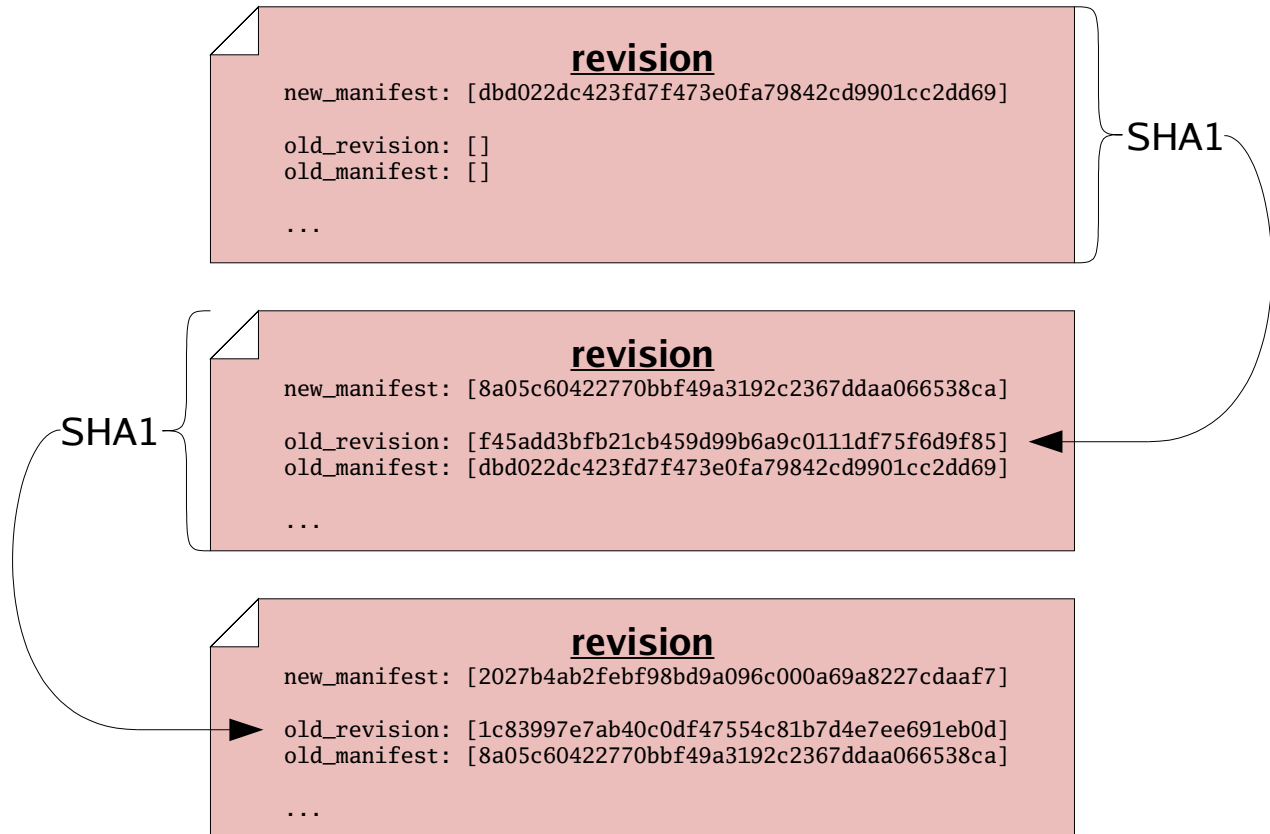 revision
new_manifest: [dbd022dc423fd7f473e0fa79842cd9901cc2dd69]
old_revision: []
old_manifest: []
...
SHA1
revision
new_manifest: [8a05c60422770bbf49a3192c2367ddaa066538ca]
old_revision: [f45add3bfb21cb459d99b6a9c0111df75f6d9f85]
old_manifest: [dbd022dc423fd7f473e0fa79842cd9901cc2dd69]
...
SHA1
revision
new_manifest: [2027b4ab2febf98bd9a096c000a69a8227cdaaf7]
old_revision: [1c83997e7ab40c0df47554c81b7d4e7ee691eb0d]
old_manifest: [8a05c60422770bbf49a3192c2367ddaa066538ca]
...